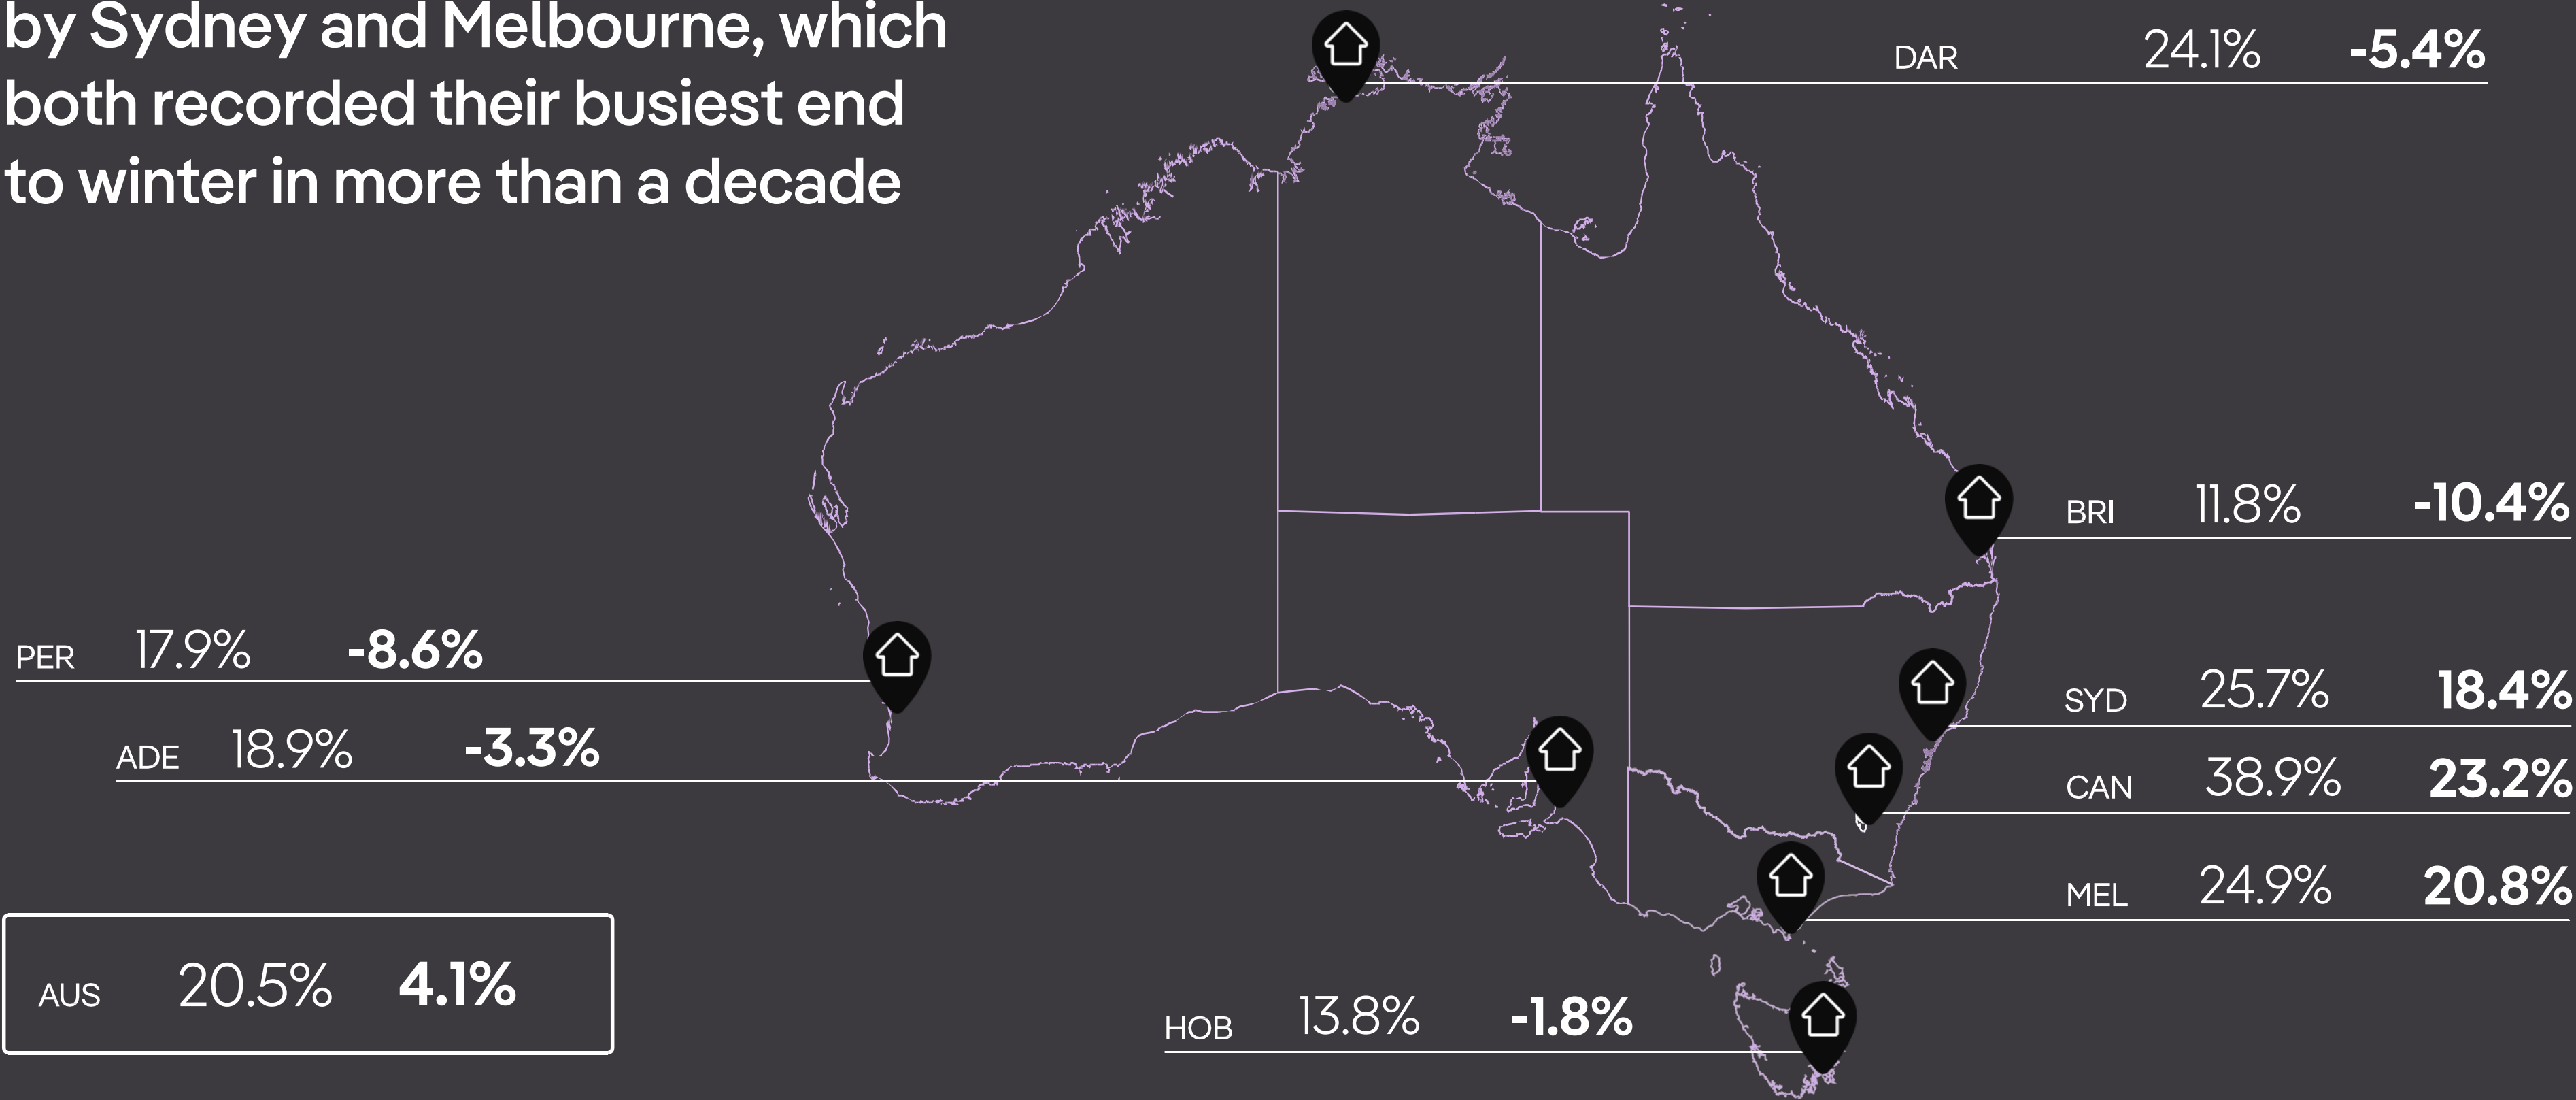 by Sydney and Melbourne, which
both recorded their busiest end
to winter in more than a decade
DAR 24.1% -5.4%
BRI 11.8% -10.4%
PER 17.9% -8.6%
SYD 25.7% 18.4%
ADE 18.9% -3.3%
CAN 38.9% 23.2%
MEL 24.9% 20.8%
AUS 20.5% 4.1%
HOB 13.8% -1.8%